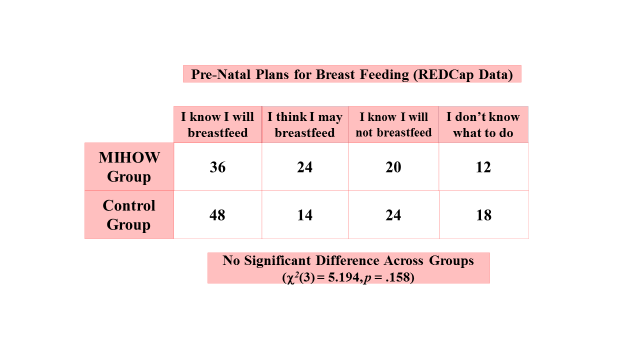 Pre-Natal Plans for Breast Feeding (REDCap Data)
I know I will I think I may I know I will I don't know
breastfeed breastfeed not breastfeed what to do
MIHOW
Group
36 24 20 12
Control
Group
48 14 24 18
No Significant Difference Across Groups
(χ²(3) = 5.194, p = .158)